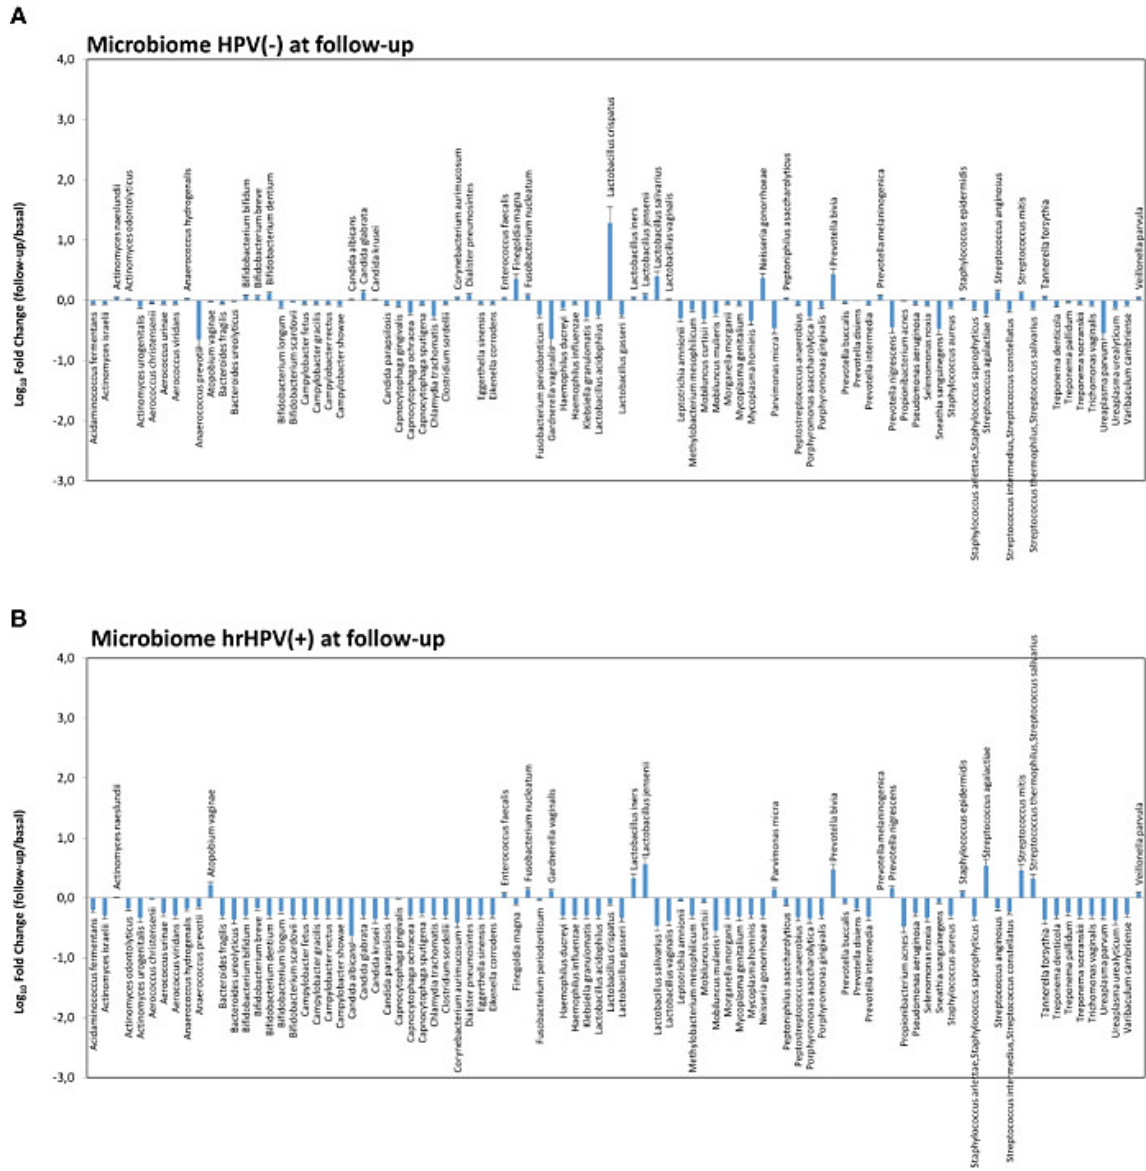 A
Microbiome HPV(-) at follow-up
Log₁₀ Fold Change (follow-up/basal)
4,0
3,0
2,0
1,0
0,0
-1,0
-2,0
-3,0
Acidaminococcus fermentans
Actinomyces israelii
Actinomyces naeslundii
Actinomyces odontolyticus
Actinomyces urogenitalis
Aerococcus christensenii
Aerococcus urinae
Aerococcus viridans
Anaerococcus hydrogenalis
Anaerococcus prevotii
Atopobium vaginae
Bacteroides fragilis
Bacteroides ureolyticus
Bifidobacterium bifidum
Bifidobacterium breve
Bifidobacterium dentium
Bifidobacterium longum
Bifidobacterium scardovii
Campylobacter fetus
Campylobacter gracilis
Campylobacter rectus
Campylobacter showae
Candida albicans
Candida glabrata
Candida krusei
Candida parapsilosis
Capnocytophaga gingivalis
Capnocytophaga ochracea
Capnocytophaga sputigena
Chlamydia trachomatis
Clostridium sordellii
Corynebacterium aurimucosum
Dialister pneumosintes
Eggerthella sinensis
Eikenella corrodens
Enterococcus faecalis
Finegoldia magna
Fusobacterium nucleatum
Fusobacterium periodonticum
Gardnerella vaginalis
Haemophilus ducreyi
Haemophilus influenzae
Klebsiella granulomatis
Lactobacillus acidophilus
Lactobacillus crispatus
Lactobacillus gasseri
Lactobacillus iners
Lactobacillus jensenii
Lactobacillus salivarius
Lactobacillus vaginalis
Leptotrichia amnionii
Methylobacterium mesophilicum
Mobiluncus curtisii
Mobiluncus mulieris
Morganella morganii
Mycoplasma genitalium
Mycoplasma hominis
Neisseria gonorrhoeae
Parvimonas micra
Peptoniphilus asaccharolyticus
Peptostreptococcus anaerobius
Porphyromonas asaccharolytica
Porphyromonas gingivalis
Prevotella bivia
Prevotella buccalis
Prevotella disiens
Prevotella intermedia
Prevotella melaninogenica
Prevotella nigrescens
Propionibacterium acnes
Pseudomonas aeruginosa
Selenomonas noxia
Sneathia sanguinegens
Staphylococcus aureus
Staphylococcus epidermidis
Staphylococcus arlettae,Staphylococcus saprophyticus
Streptococcus agalactiae
Streptococcus anginosus
Streptococcus intermedius,Streptococcus constellatus
Streptococcus mitis
Streptococcus thermophilus,Streptococcus salivarius
Tannerella forsythia
Treponema denticola
Treponema pallidum
Treponema socranskii
Trichomonas vaginalis
Ureaplasma parvum
Ureaplasma urealyticum
Varibaculum cambriense
Veillonella parvula
B
Microbiome hrHPV(+) at follow-up
Log₁₀ Fold Change (follow-up/basal)
4,0
3,0
2,0
1,0
0,0
-1,0
-2,0
-3,0
Acidaminococcus fermentans
Actinomyces israelii
Actinomyces naeslundii
Actinomyces odontolyticus
Actinomyces urogenitalis
Aerococcus christensenii
Aerococcus urinae
Aerococcus viridans
Anaerococcus hydrogenalis
Anaerococcus prevotii
Atopobium vaginae
Bacteroides fragilis
Bacteroides ureolyticus
Bifidobacterium bifidum
Bifidobacterium breve
Bifidobacterium dentium
Bifidobacterium longum
Bifidobacterium scardovii
Campylobacter fetus
Campylobacter gracilis
Campylobacter rectus
Campylobacter showae
Candida albicans
Candida glabrata
Candida krusei
Candida parapsilosis
Capnocytophaga gingivalis
Capnocytophaga ochracea
Capnocytophaga sputigena
Chlamydia trachomatis
Clostridium sordellii
Corynebacterium aurimucosum
Dialister pneumosintes
Eggerthella sinensis
Eikenella corrodens
Enterococcus faecalis
Finegoldia magna
Fusobacterium nucleatum
Fusobacterium periodonticum
Gardnerella vaginalis
Haemophilus ducreyi
Haemophilus influenzae
Klebsiella granulomatis
Lactobacillus acidophilus
Lactobacillus crispatus
Lactobacillus gasseri
Lactobacillus iners
Lactobacillus jensenii
Lactobacillus salivarius
Lactobacillus vaginalis
Leptotrichia amnionii
Methylobacterium mesophilicum
Mobiluncus curtisii
Mobiluncus mulieris
Morganella morganii
Mycoplasma genitalium
Mycoplasma hominis
Neisseria gonorrhoeae
Parvimonas micra
Peptoniphilus asaccharolyticus
Peptostreptococcus anaerobius
Porphyromonas asaccharolytica
Porphyromonas gingivalis
Prevotella bivia
Prevotella buccalis
Prevotella disiens
Prevotella intermedia
Prevotella melaninogenica
Prevotella nigrescens
Propionibacterium acnes
Pseudomonas aeruginosa
Selenomonas noxia
Sneathia sanguinegens
Staphylococcus aureus
Staphylococcus epidermidis
Staphylococcus arlettae,Staphylococcus saprophyticus
Streptococcus agalactiae
Streptococcus anginosus
Streptococcus intermedius,Streptococcus constellatus
Streptococcus mitis
Streptococcus thermophilus,Streptococcus salivarius
Tannerella forsythia
Treponema denticola
Treponema pallidum
Treponema socranskii
Trichomonas vaginalis
Ureaplasma parvum
Ureaplasma urealyticum
Varibaculum cambriense
Veillonella parvula